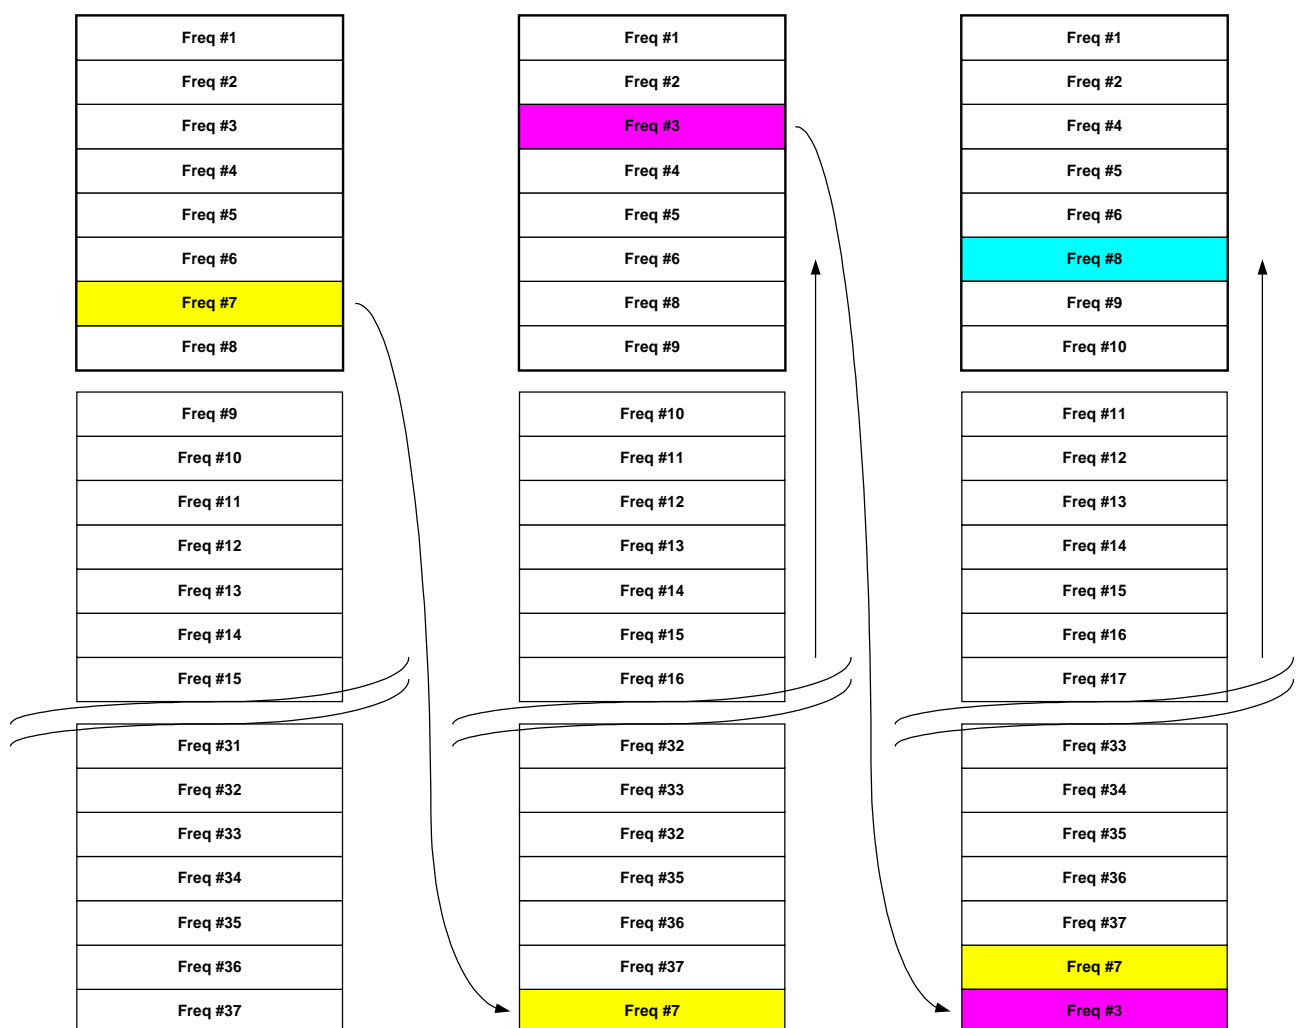 Freq #1
Freq #2
Freq #3
Freq #4
Freq #5
Freq #6
Freq #7
Freq #8
Freq #9
Freq #10
Freq #11
Freq #12
Freq #13
Freq #14
Freq #15
Freq #31
Freq #32
Freq #33
Freq #34
Freq #35
Freq #36
Freq #37
Freq #1
Freq #2
Freq #3
Freq #4
Freq #5
Freq #6
Freq #8
Freq #9
Freq #10
Freq #11
Freq #12
Freq #13
Freq #14
Freq #15
Freq #16
Freq #32
Freq #33
Freq #32
Freq #35
Freq #36
Freq #37
Freq #7
Freq #1
Freq #2
Freq #4
Freq #5
Freq #6
Freq #8
Freq #9
Freq #10
Freq #11
Freq #12
Freq #13
Freq #14
Freq #15
Freq #16
Freq #17
Freq #33
Freq #34
Freq #35
Freq #36
Freq #37
Freq #7
Freq #3